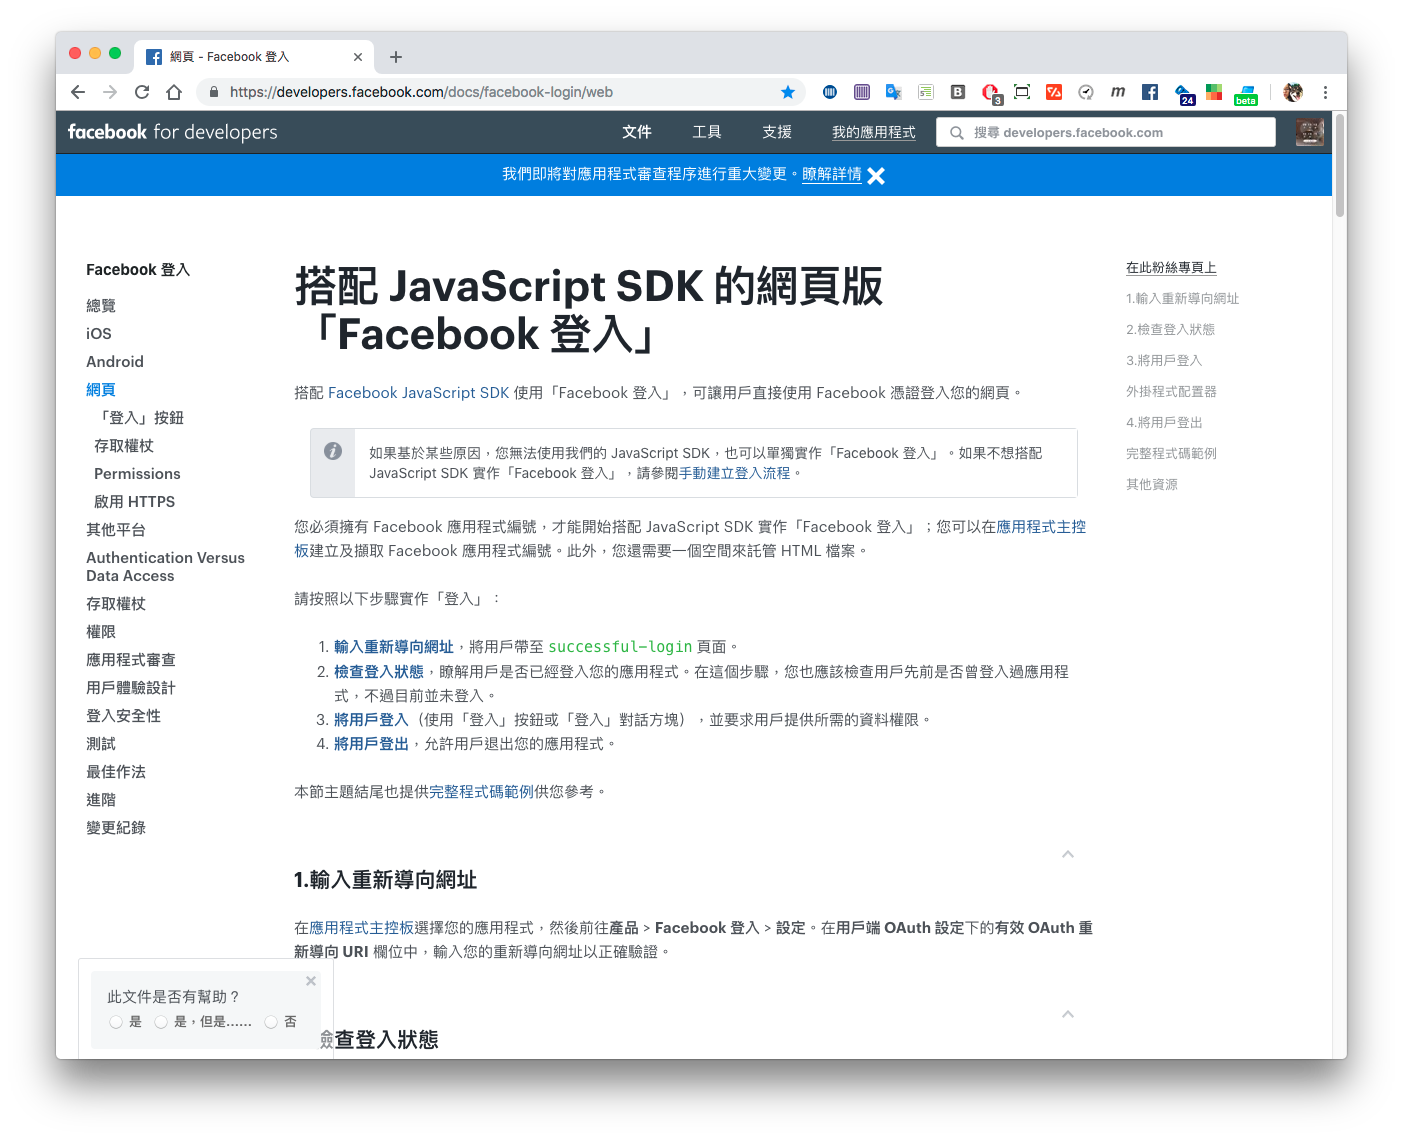 網頁 - Facebook 登入
https://developers.facebook.com/docs/facebook-login/web
B
3
m
24
beta
facebook for developers
文件
工具
支援
我的應用程式
搜尋 developers.facebook.com
我們即將對應用程式審查程序進行重大變更。瞭解詳情
Facebook 登入
總覽
iOS
Android
網頁
「登入」按鈕
存取權杖
Permissions
啟用 HTTPS
其他平台
Authentication Versus
Data Access
存取權杖
權限
應用程式審查
用戶體驗設計
登入安全性
測試
最佳作法
進階
變更紀錄
搭配 JavaScript SDK 的網頁版
「Facebook 登入」
搭配 Facebook JavaScript SDK 使用「Facebook 登入」，可讓用戶直接使用 Facebook 憑證登入您的網頁。
如果基於某些原因，您無法使用我們的 JavaScript SDK，也可以單獨實作「Facebook 登入」。如果不想搭配
JavaScript SDK 實作「Facebook 登入」，請參閱手動建立登入流程。
您必須擁有 Facebook 應用程式編號，才能開始搭配 JavaScript SDK 實作「Facebook 登入」；您可以在應用程式主控
板建立及擷取 Facebook 應用程式編號。此外，您還需要一個空間來託管 HTML 檔案。
請按照以下步驟實作「登入」：
1. 輸入重新導向網址，將用戶帶至 successful-login 頁面。
2. 檢查登入狀態，瞭解用戶是否已經登入您的應用程式。在這個步驟，您也應該檢查用戶先前是否曾登入過應用程
式，不過目前並未登入。
3. 將用戶登入（使用「登入」按鈕或「登入」對話方塊），並要求用戶提供所需的資料權限。
4. 將用戶登出，允許用戶退出您的應用程式。
本節主題結尾也提供完整程式碼範例供您參考。
1.輸入重新導向網址
在應用程式主控板選擇您的應用程式，然後前往產品 > Facebook 登入 > 設定。在用戶端 OAuth 設定下的有效 OAuth 重
新導向 URI 欄位中，輸入您的重新導向網址以正確驗證。
檢查登入狀態
在此粉絲專頁上
1.輸入重新導向網址
2.檢查登入狀態
3.將用戶登入
外掛程式配置器
4.將用戶登出
完整程式碼範例
其他資源
此文件是否有幫助？
是
是，但是......
否